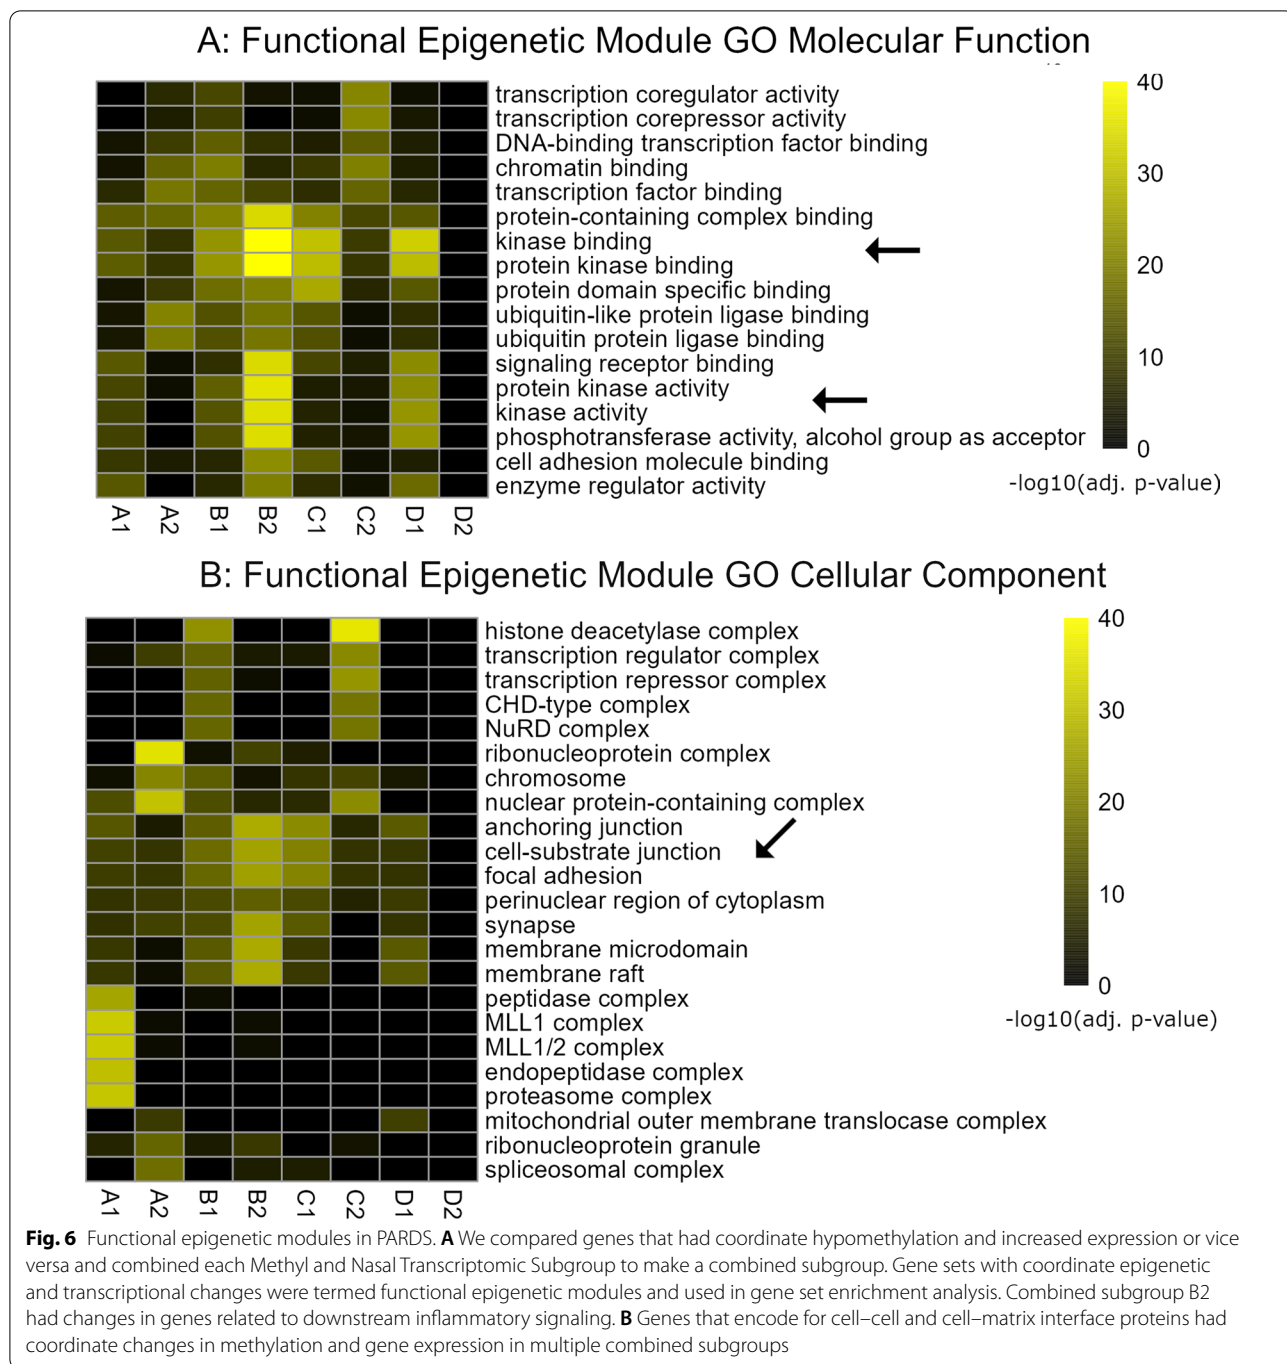 A: Functional Epigenetic Module GO Molecular Function
transcription coregulator activity
transcription corepressor activity
DNA-binding transcription factor binding
chromatin binding
transcription factor binding
protein-containing complex binding
kinase binding
protein kinase binding
protein domain specific binding
ubiquitin-like protein ligase binding
ubiquitin protein ligase binding
signaling receptor binding
protein kinase activity
kinase activity
phosphotransferase activity, alcohol group as acceptor
cell adhesion molecule binding
enzyme regulator activity
40
30
20
10
0
-log10(adj. p-value)
A1 A2 B1 B2 C1 C2 D1 D2
B: Functional Epigenetic Module GO Cellular Component
histone deacetylase complex
transcription regulator complex
transcription repressor complex
CHD-type complex
NuRD complex
ribonucleoprotein complex
chromosome
nuclear protein-containing complex
anchoring junction
cell-substrate junction
focal adhesion
perinuclear region of cytoplasm
synapse
membrane microdomain
membrane raft
peptidase complex
MLL1 complex
MLL1/2 complex
endopeptidase complex
proteasome complex
mitochondrial outer membrane translocase complex
ribonucleoprotein granule
spliceosomal complex
40
30
20
10
0
-log10(adj. p-value)
A1 A2 B1 B2 C1 C2 D1 D2
Fig. 6 Functional epigenetic modules in PARDS. A We compared genes that had coordinate hypomethylation and increased expression or vice
versa and combined each Methyl and Nasal Transcriptomic Subgroup to make a combined subgroup. Gene sets with coordinate epigenetic
and transcriptional changes were termed functional epigenetic modules and used in gene set enrichment analysis. Combined subgroup B2
had changes in genes related to downstream inflammatory signaling. B Genes that encode for cell–cell and cell–matrix interface proteins had
coordinate changes in methylation and gene expression in multiple combined subgroups